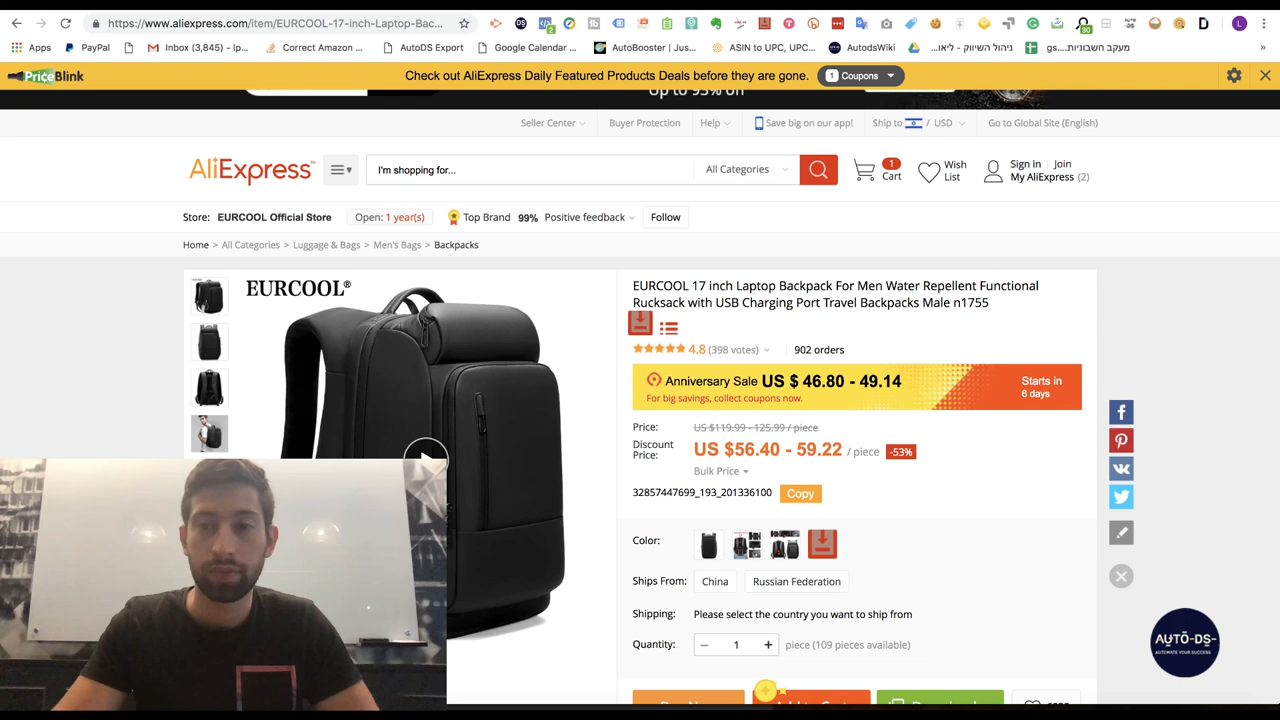 https://www.aliexpress.com/item/EURCOOL-17-inch-Laptop-Bac...
Apps PayPal Inbox (3,845) - lp... Correct Amazon ... AutoDS Export Google Calendar ... AutoBooster | Jus... ASIN to UPC, UPC... AutodsWiki ניהול השיווק - ליאו... מעקב חשבוניות.gs...
PriceBlink
Check out AliExpress Daily Featured Products Deals before they are gone.
1 Coupons
Up to 93% off
Seller Center Buyer Protection Help Save big on our app! Ship to / USD Go to Global Site (English)
AliExpress™
I'm shopping for...
All Categories
1
Cart
Wish
List
Sign in Join
My AliExpress (2)
Store: EURCOOL Official Store Open: 1 year(s) Top Brand 99% Positive feedback Follow
Home > All Categories > Luggage & Bags > Men's Bags > Backpacks
EURCOOL®
EURCOOL 17 inch Laptop Backpack For Men Water Repellent Functional
Rucksack with USB Charging Port Travel Backpacks Male n1755
4.8 (398 votes) 902 orders
Anniversary Sale US $ 46.80 - 49.14
For big savings, collect coupons now.
Starts in
6 days
Price: US $119.99 - 125.99 / piece
Discount
Price:
US $56.40 - 59.22 / piece -53%
Bulk Price
32857447699_193_201336100 Copy
Color:
Ships From: China Russian Federation
Shipping: Please select the country you want to ship from
Quantity: 1 piece (109 pieces available)
AUTO-DS-
AUTOMATE YOUR SUCCESS